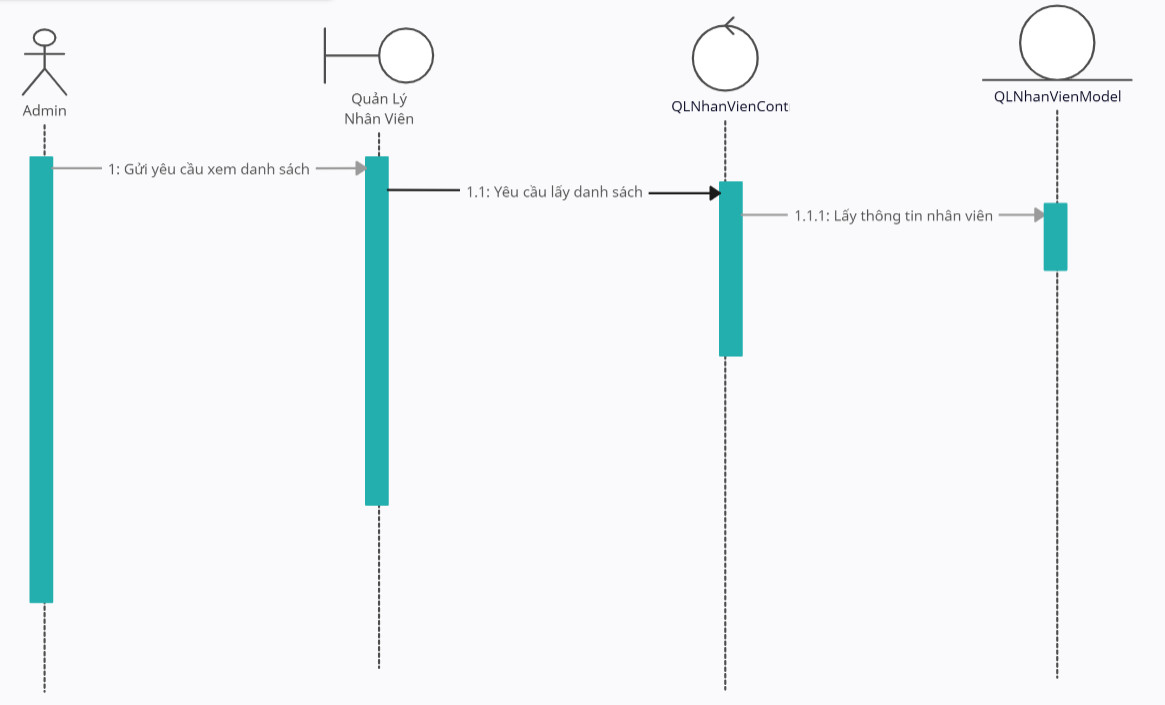 Admin
Quản Lý
Nhân Viên
QLNhanVienCont
QLNhanVienModel
1: Gửi yêu cầu xem danh sách
1.1: Yêu cầu lấy danh sách
1.1.1: Lấy thông tin nhân viên